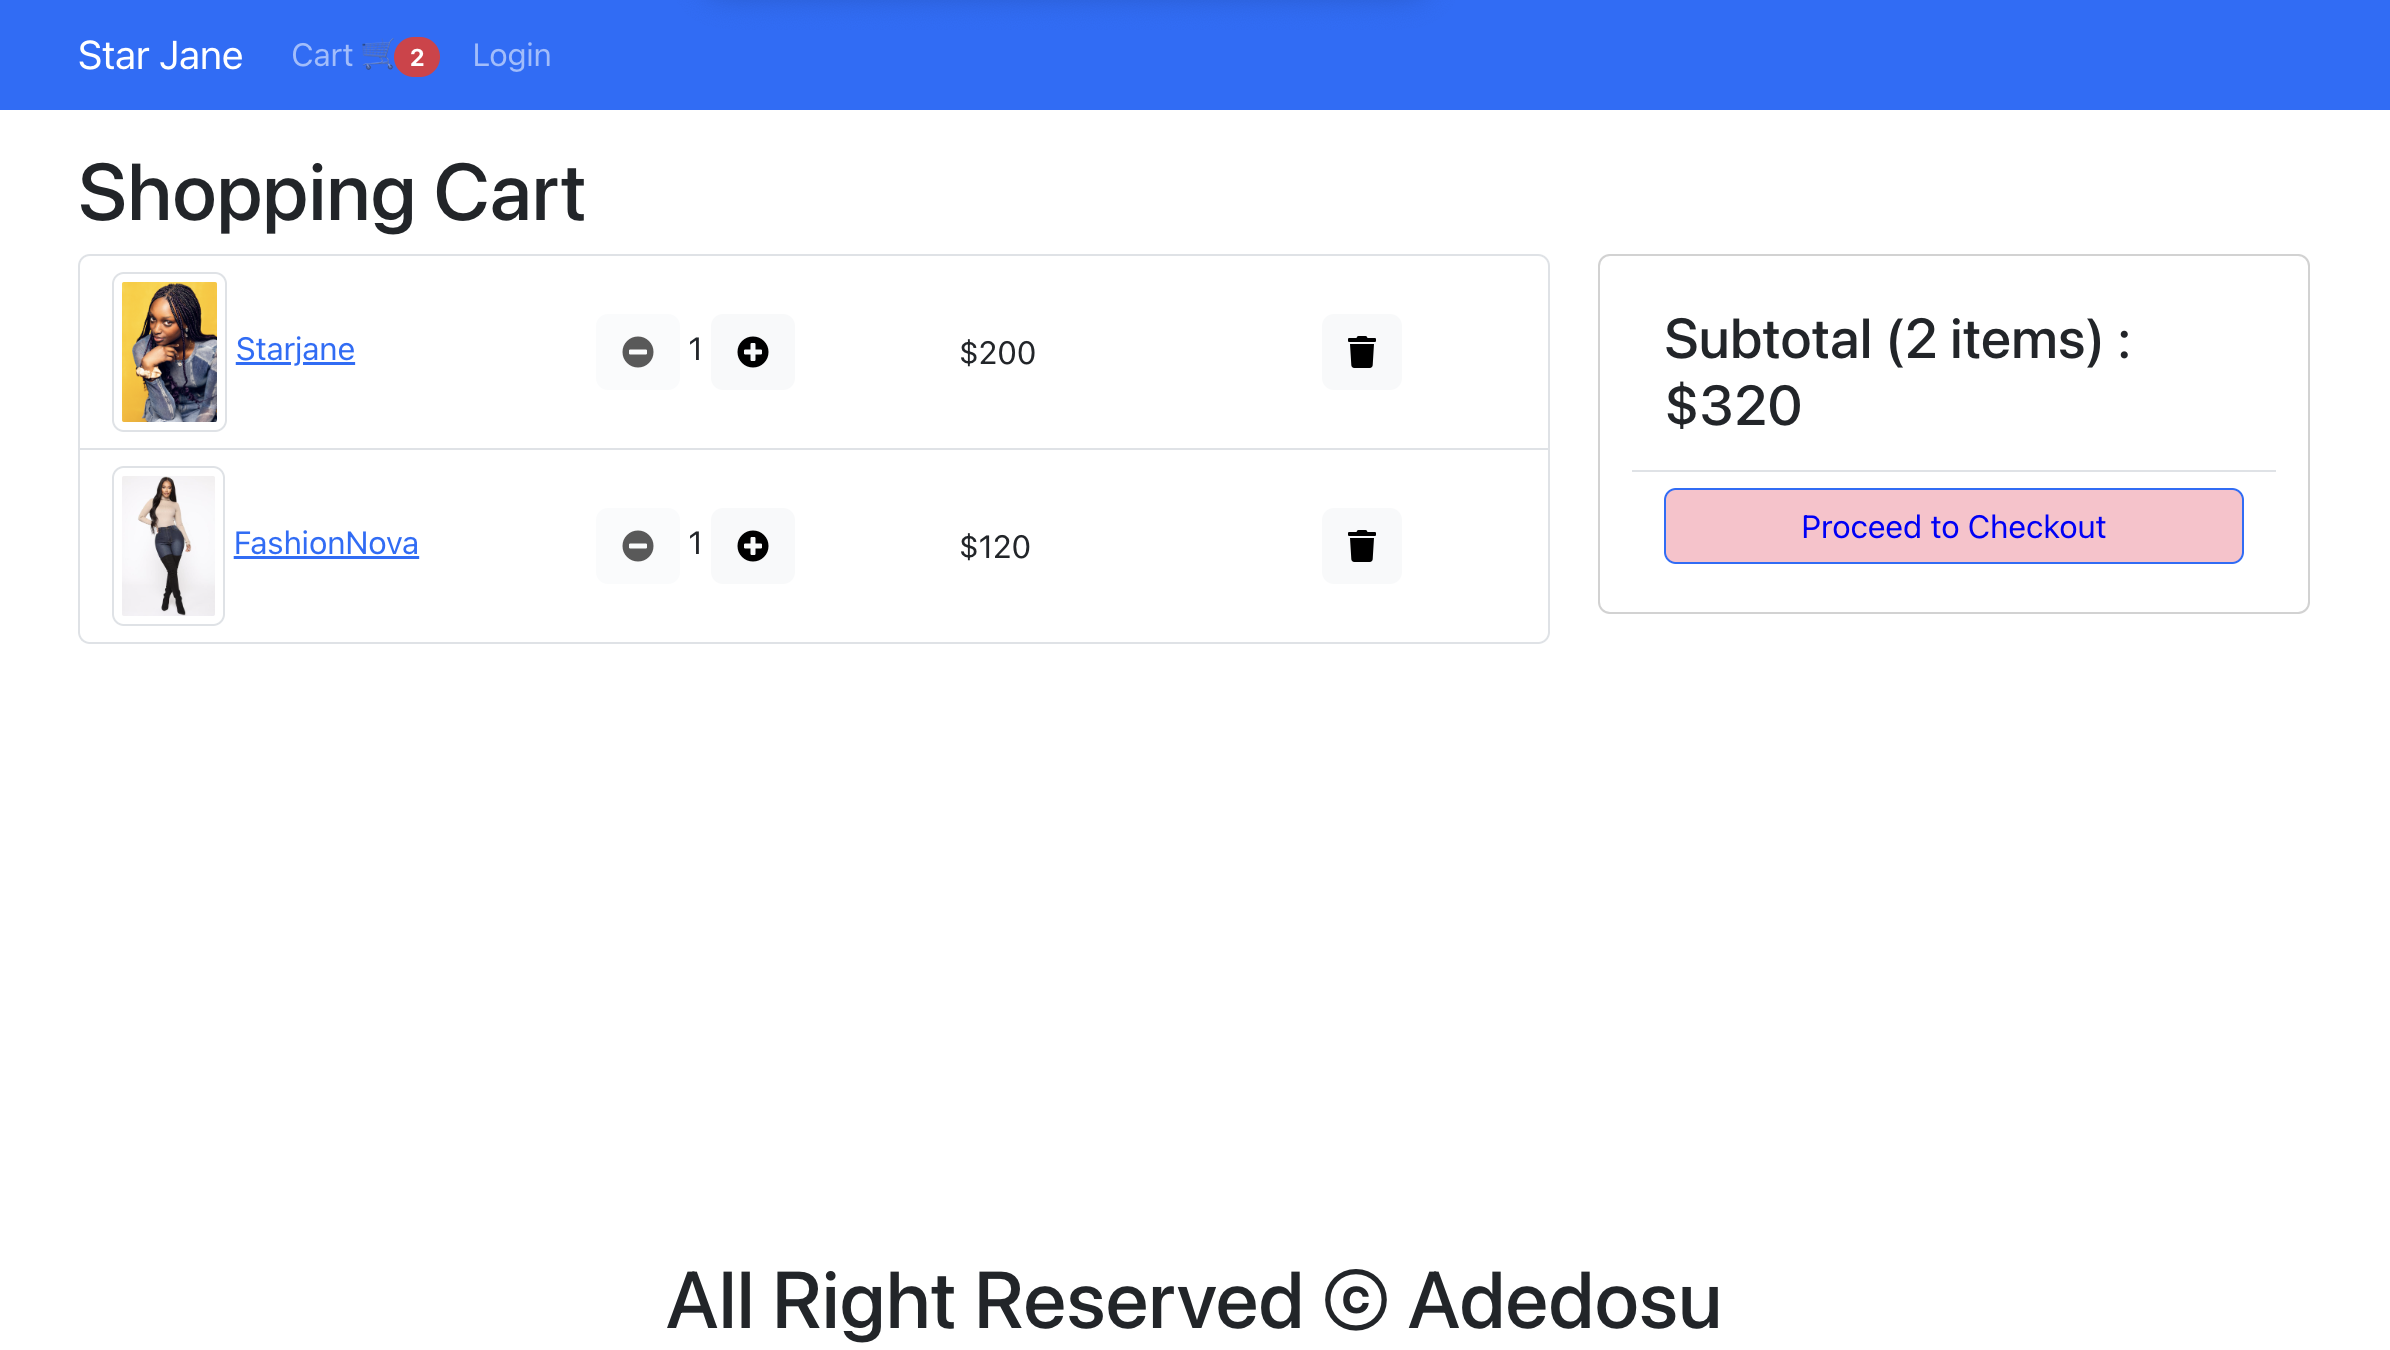 Star Jane Cart 2 Login
Shopping Cart
Starjane 1 $200
FashionNova 1 $120
Subtotal (2 items) :
$320
Proceed to Checkout
All Right Reserved © Adedosu